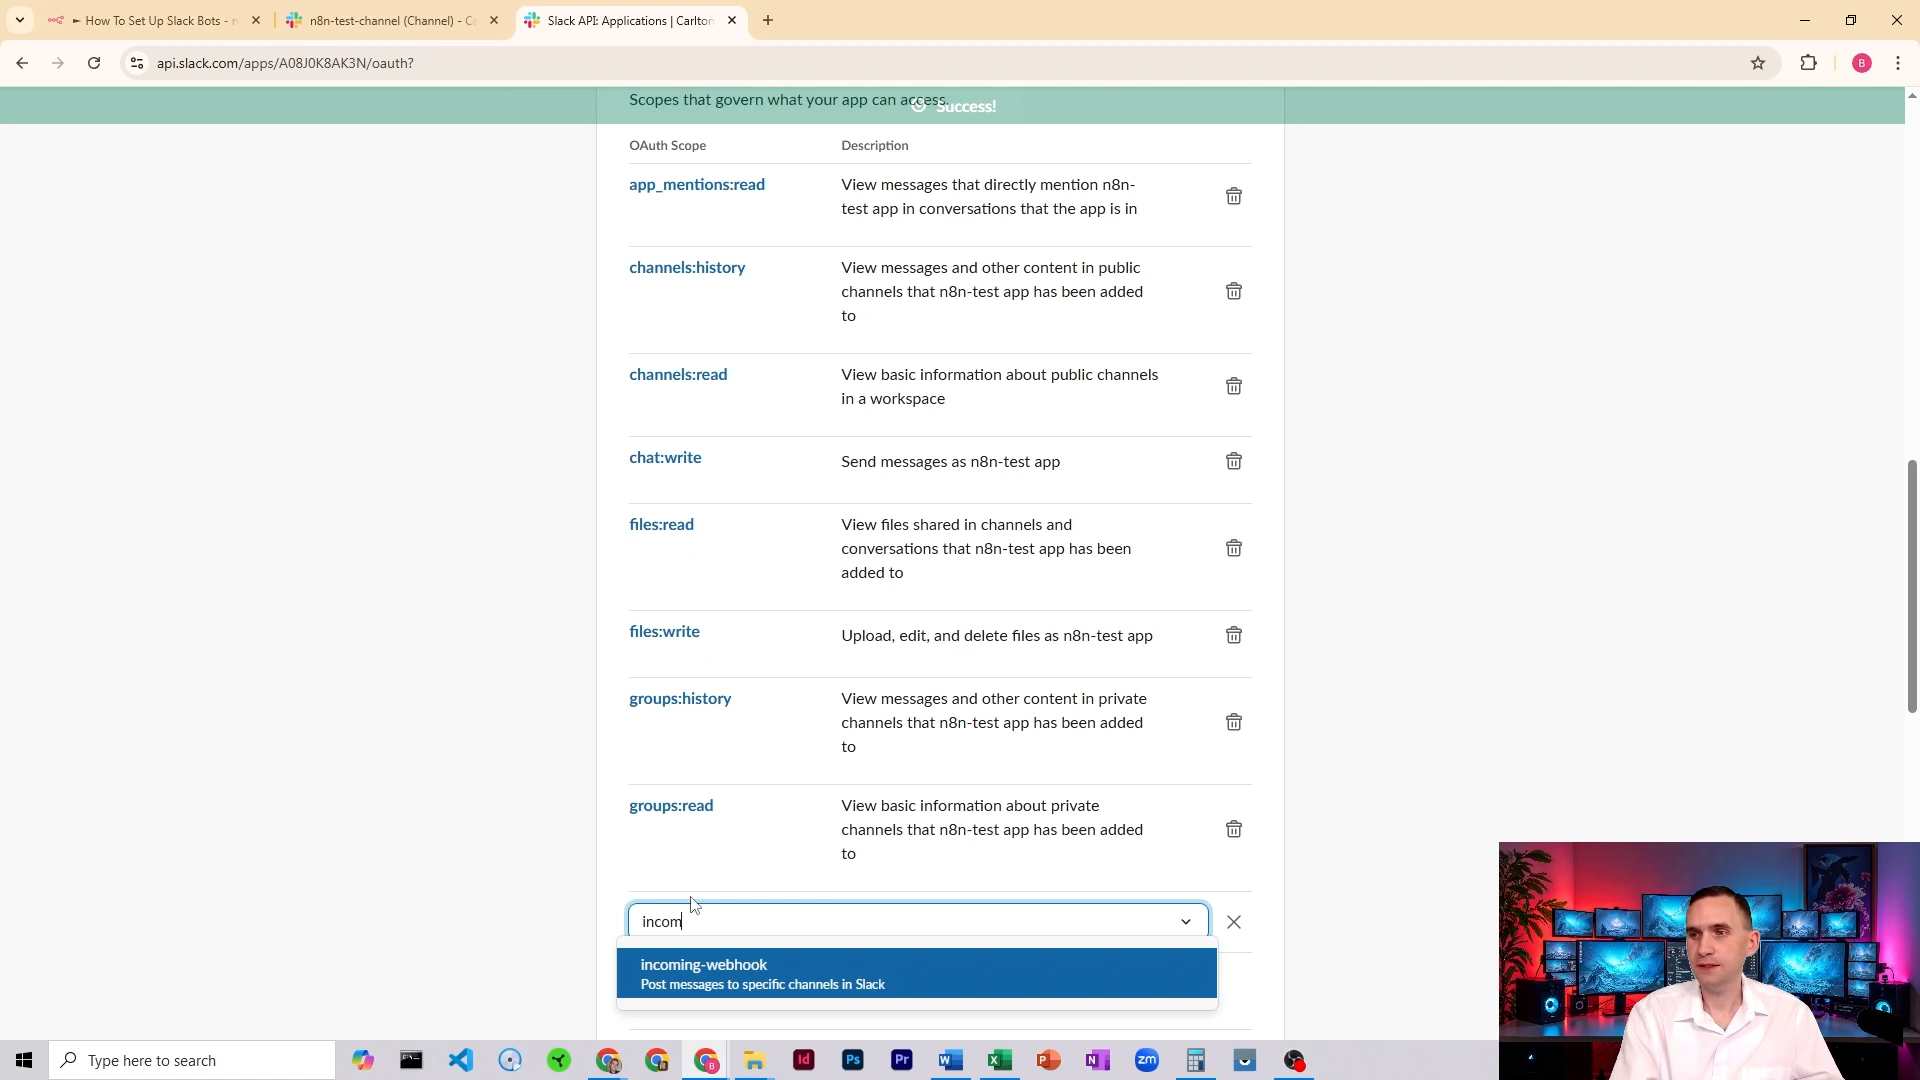 ► How To Set Up Slack Bots - n
n8n-test-channel (Channel) - Ca
Slack API: Applications | Carlton
api.slack.com/apps/A08J0K8AK3N/oauth?
B
Scopes that govern what your app can access.
Success!
OAuth Scope
Description
app_mentions:read
View messages that directly mention n8n-
test app in conversations that the app is in
channels:history
View messages and other content in public
channels that n8n-test app has been added
to
channels:read
View basic information about public channels
in a workspace
chat:write
Send messages as n8n-test app
files:read
View files shared in channels and
conversations that n8n-test app has been
added to
files:write
Upload, edit, and delete files as n8n-test app
groups:history
View messages and other content in private
channels that n8n-test app has been added
to
groups:read
View basic information about private
channels that n8n-test app has been added
to
incom
incoming-webhook
Post messages to specific channels in Slack
Type here to search
B
Id
Ps
Pr
W
X
P
N
zm